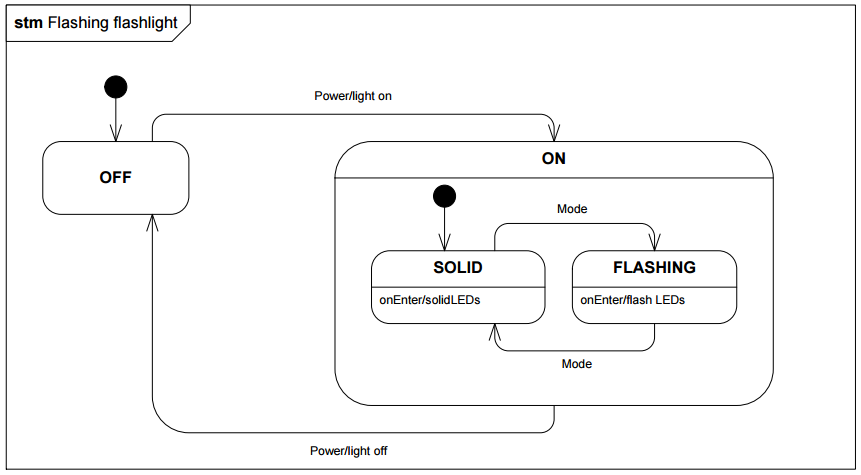 stm Flashing flashlight
Power/light on
OFF
ON
Mode
SOLID
FLASHING
onEnter/solidLEDs
onEnter/flash LEDs
Mode
Power/light off